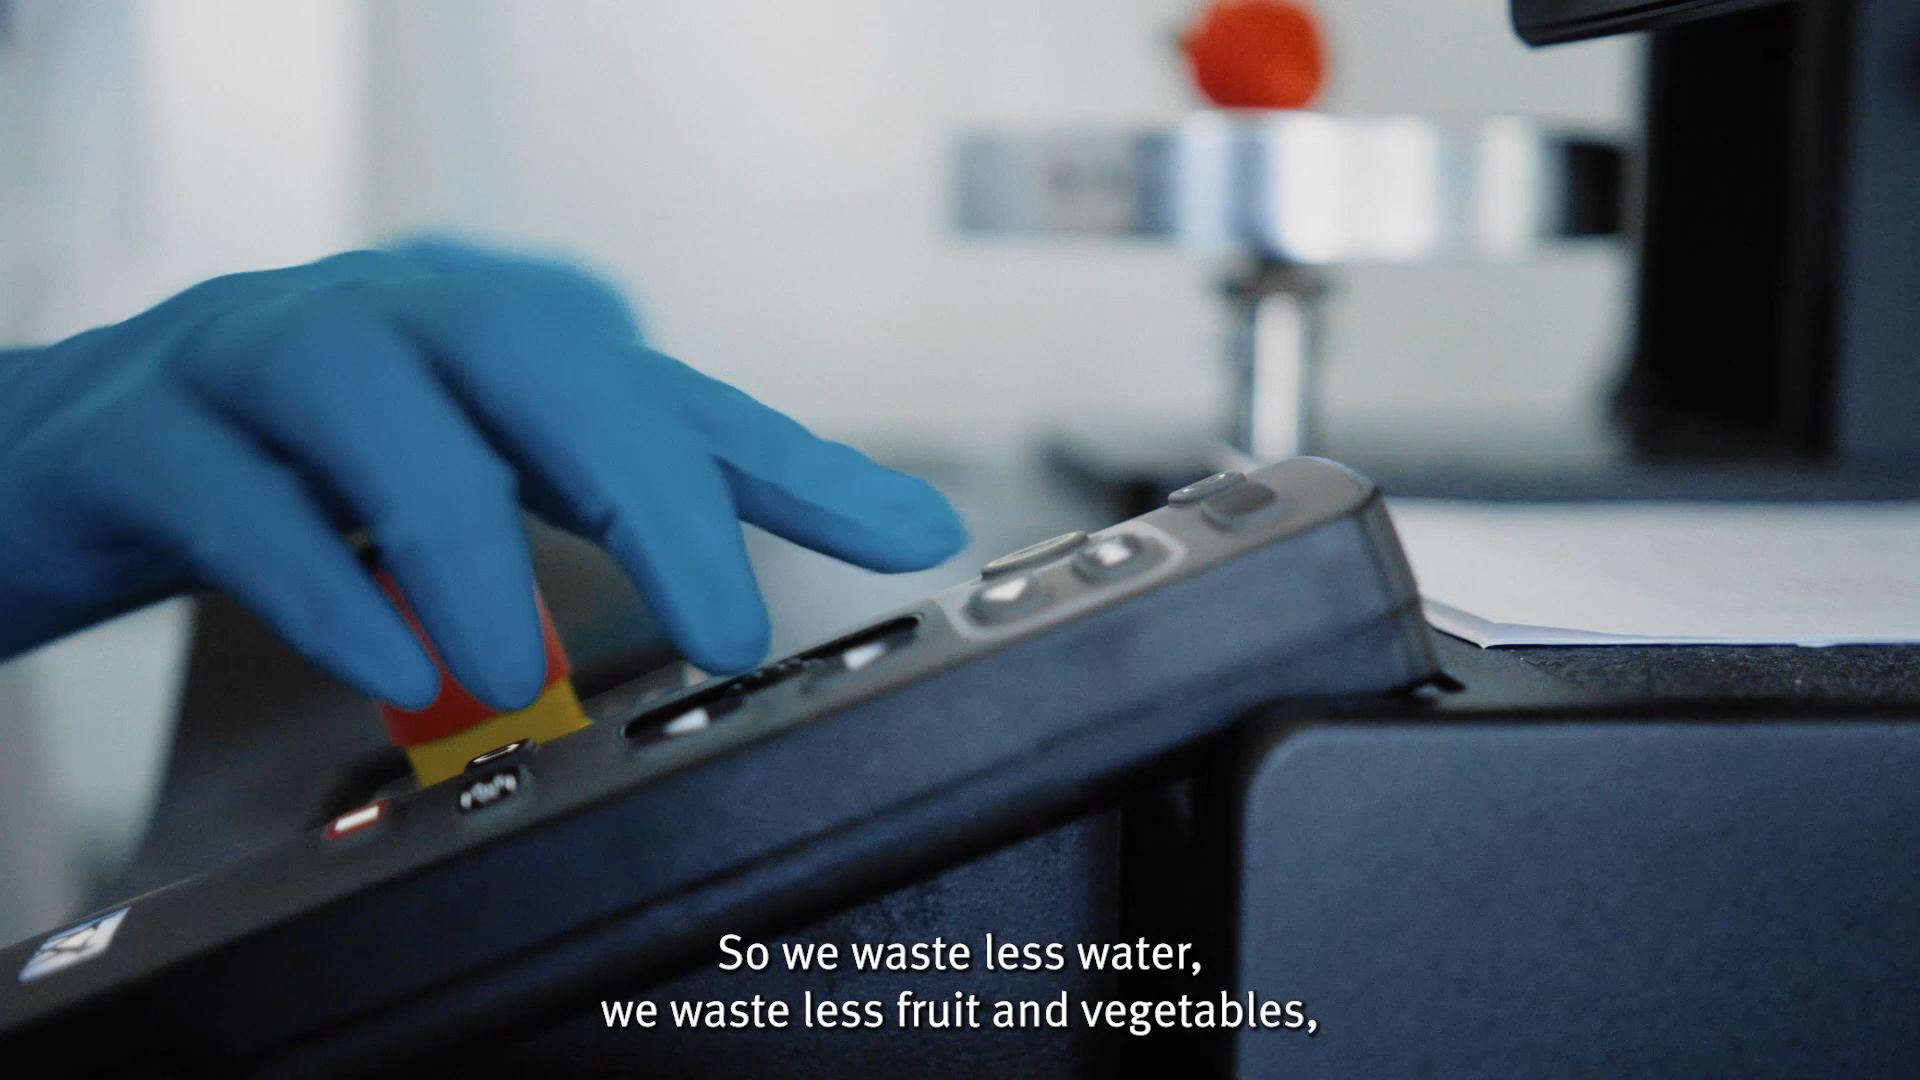 So we waste less water,
we waste less fruit and vegetables,